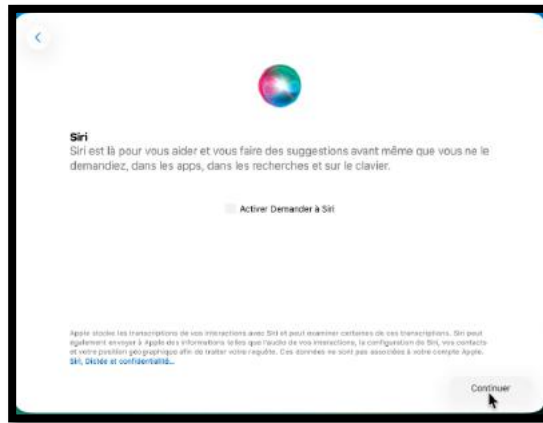 Siri
Siri est là pour vous aider et vous faire des suggestions avant même que vous ne le
demandiez, dans les apps, dans les recherches et sur le clavier.
Activer Demander à Siri
Apple stocke les transcriptions de vos interactions avec Siri et peut examiner certaines de ces transcriptions. Siri peut
également envoyer à Apple des informations telles que l'audio de vos interactions, la configuration de Siri, vos contacts
et votre position géographique afin de traiter votre requête. Ces données ne sont pas associées à votre compte Apple.
Siri, Dictée et confidentialité...
Continuer